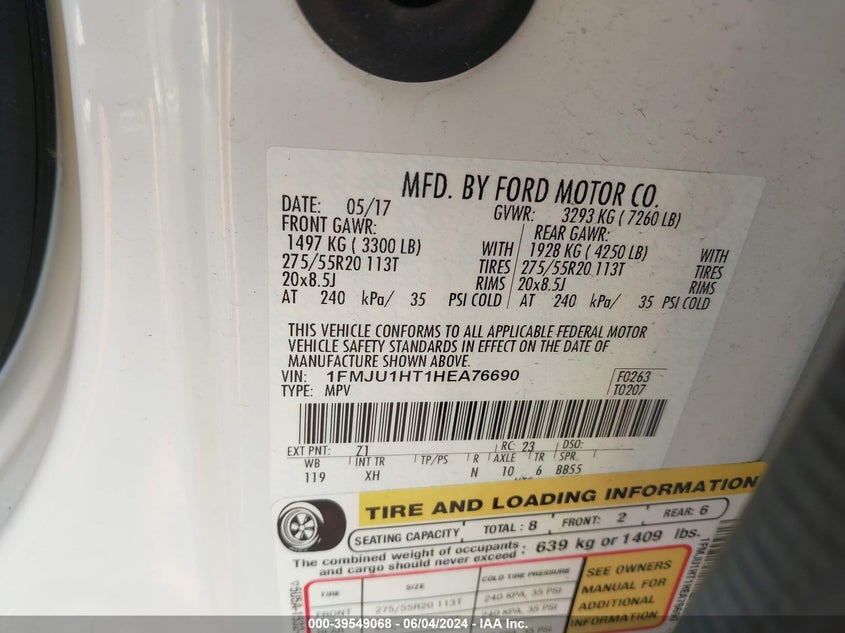 MFD. BY FORD MOTOR CO.
DATE: 05/17 GVWR: 3293 KG ( 7260 LB)
FRONT GAWR: REAR GAWR:
1497 KG ( 3300 LB) WITH 1928 KG ( 4250 LB) WITH
275/55R20 113T TIRES 275/55R20 113T TIRES
20x8.5J RIMS 20x8.5J RIMS
AT 240 kPa/ 35 PSI COLD AT 240 kPa/ 35 PSI COLD
THIS VEHICLE CONFORMS TO ALL APPLICABLE FEDERAL MOTOR
VEHICLE SAFETY STANDARDS IN EFFECT ON THE DATE OF
MANUFACTURE SHOWN ABOVE.
VIN: 1FMJU1HT1HEA76690 F0263
TYPE: MPV T0207
EXT PNT: Z1 RC: 23 DSO:
WB INT TR TP/PS R AXLE TR SPR
119 XH N 10 6 BB55
TIRE AND LOADING INFORMATION
SEATING CAPACITY TOTAL : 8 FRONT: 2 REAR: 6
The combined weight of occupants and cargo should never exceed : 639 kg or 1409 lbs.
TIRE SIZE COLD TIRE PRESSURE
FRONT 275/55R20 113T 240 KPA, 35 PSI
SEE OWNERS
MANUAL FOR
ADDITIONAL
INFORMATION
000-39549068 - 06/04/2024 - IAA Inc.